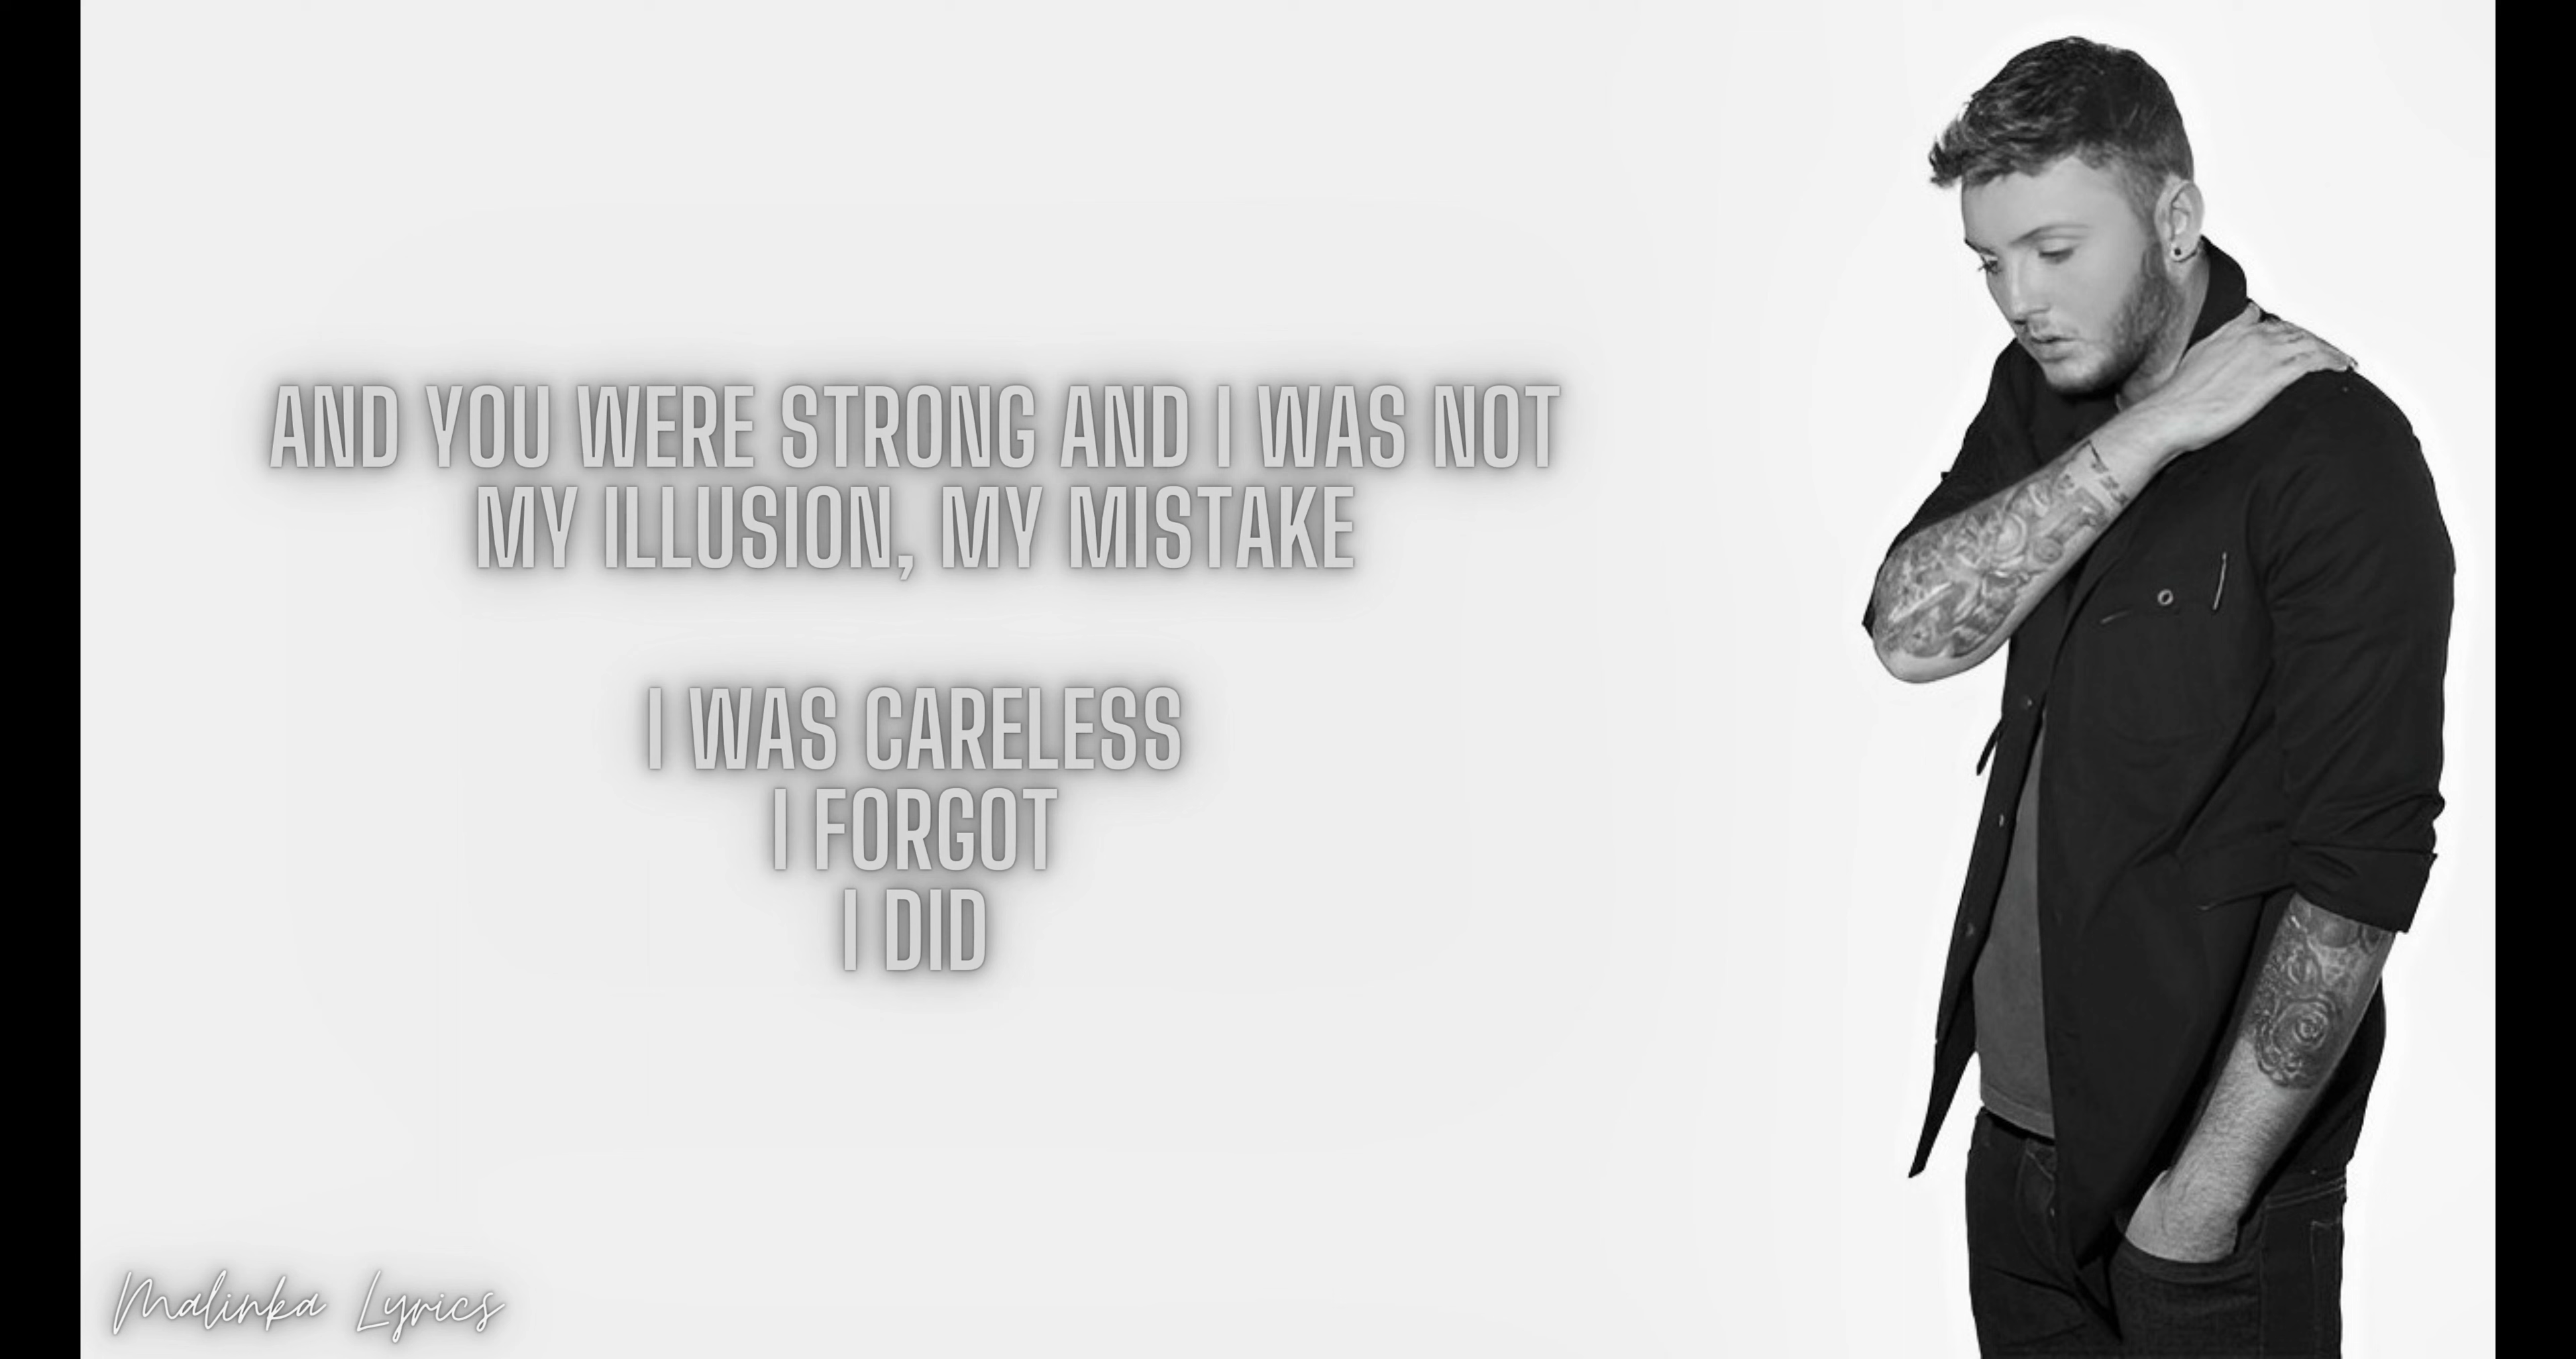 AND YOU WERE STRONG AND I WAS NOT
MY ILLUSION, MY MISTAKE
I WAS CARELESS
I FORGOT
I DID
Malinka Lyrics